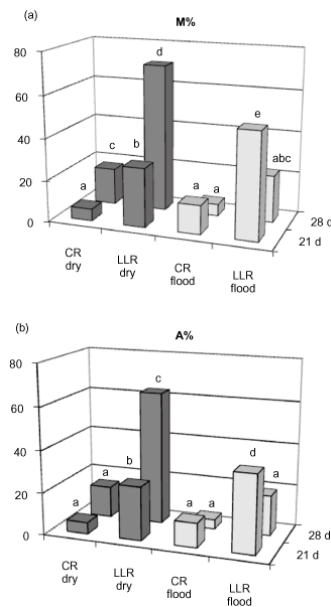 (a)
M%
80
60
40
20
0
a
c
b
d
a
a
e
abc
28 d
21 d
CR
dry
LLR
dry
CR
flood
LLR
flood
(b)
A%
80
60
40
20
0
a
a
b
c
a
a
d
a
28 d
21 d
CR
dry
LLR
dry
CR
flood
LLR
flood